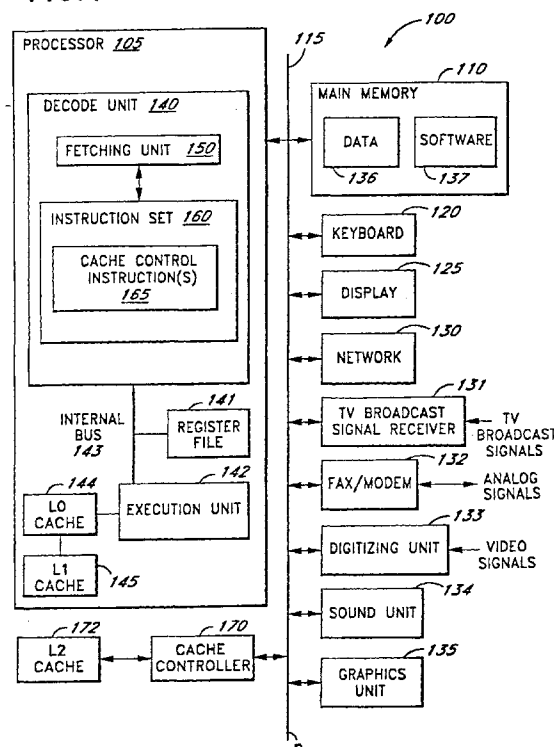 100
PROCESSOR 105
115
110
MAIN MEMORY
DATA
136
SOFTWARE
137
DECODE UNIT 140
FETCHING UNIT 150
INSTRUCTION SET 160
CACHE CONTROL
INSTRUCTION(S)
165
120
KEYBOARD
125
DISPLAY
130
NETWORK
131
TV BROADCAST
SIGNAL RECEIVER
TV
BROADCAST
SIGNALS
INTERNAL
BUS
143
141
REGISTER
FILE
142
EXECUTION UNIT
144
L0
CACHE
L1
CACHE
145
132
FAX/MODEM
ANALOG
SIGNALS
133
DIGITIZING UNIT
VIDEO
SIGNALS
134
SOUND UNIT
135
GRAPHICS
UNIT
172
L2
CACHE
170
CACHE
CONTROLLER